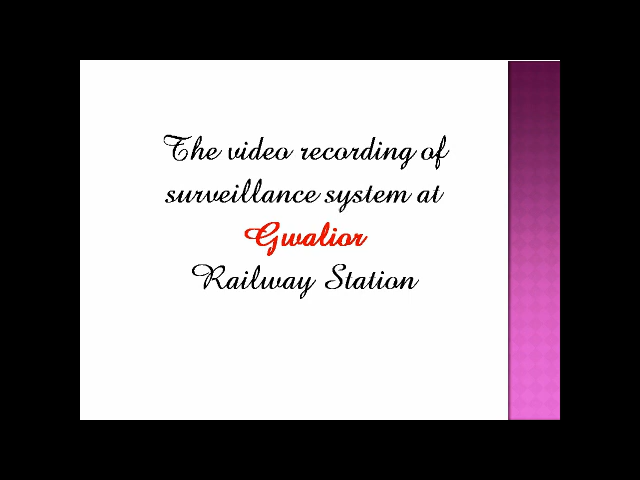 The video recording of
surveillance system at
Gwalior
Railway Station